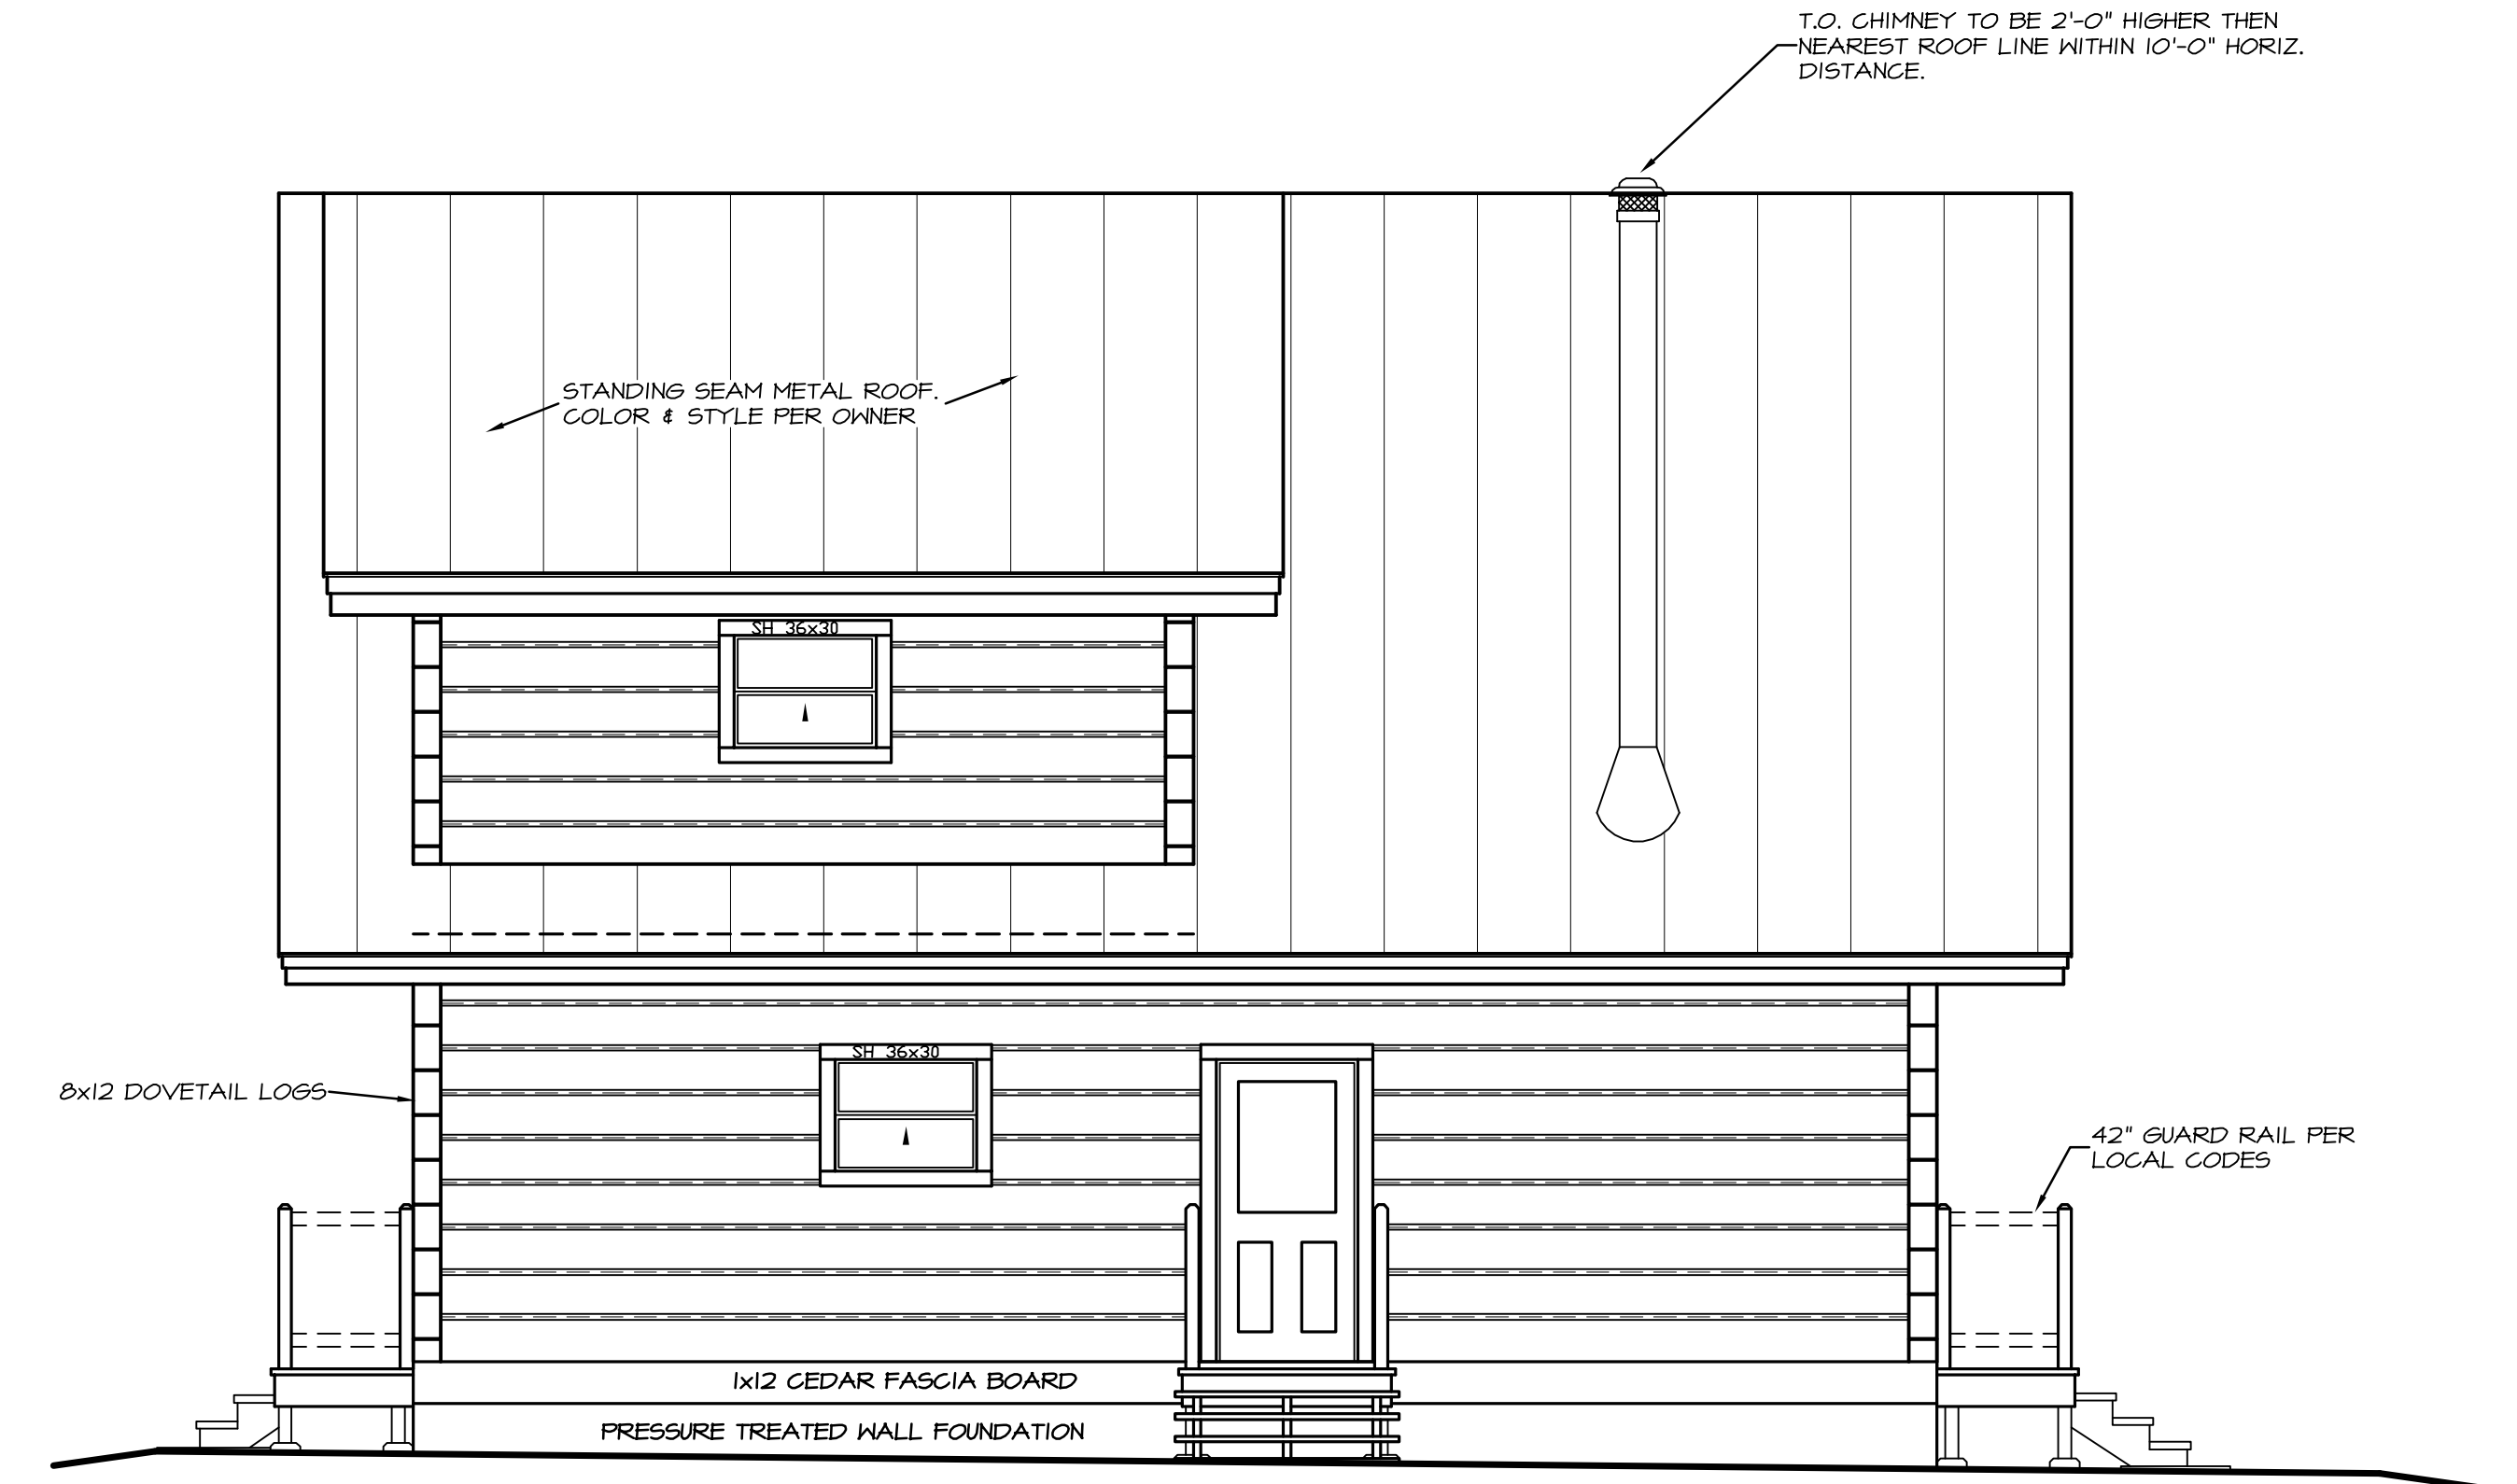 T.O. CHIMNEY TO BE 2'-0" HIGHER THEN
NEAREST ROOF LINE WITHIN 10'-0" HORIZ.
DISTANCE.
STANDING SEAM METAL ROOF.
COLOR & STYLE PER OWNER
SH 36x30
SH 36x30
8x12 DOVETAIL LOGS
42" GUARD RAIL PER
LOCAL CODES
1x12 CEDAR FASCIA BOARD
PRESSURE TREATED WALL FOUNDATION